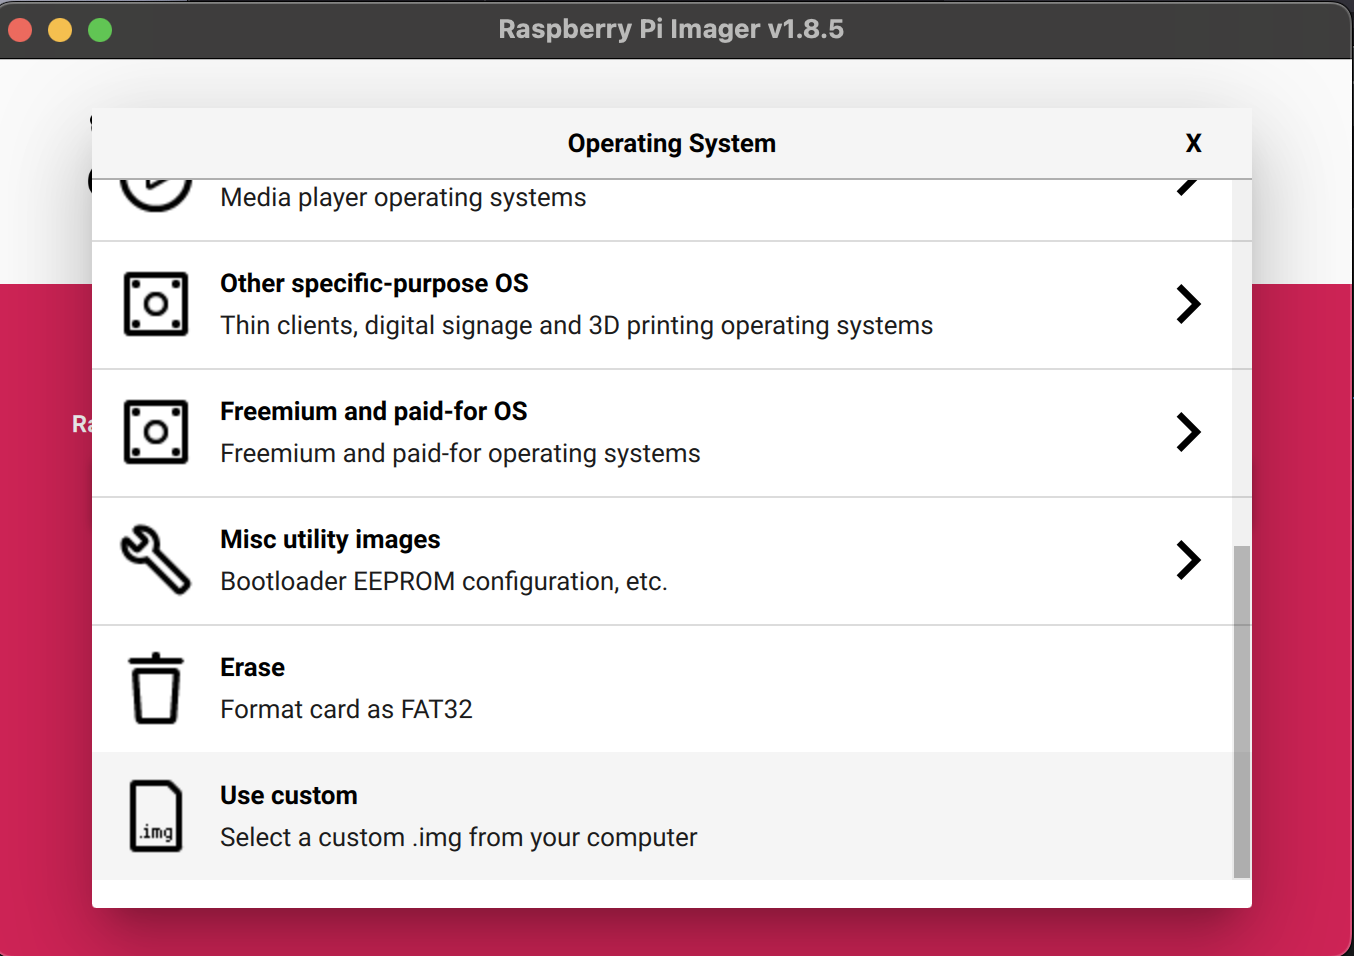 Raspberry Pi Imager v1.8.5
Operating System X
Media player operating systems
Other specific-purpose OS
Thin clients, digital signage and 3D printing operating systems
Freemium and paid-for OS
Freemium and paid-for operating systems
Misc utility images
Bootloader EEPROM configuration, etc.
Erase
Format card as FAT32
Use custom
.img
Select a custom .img from your computer